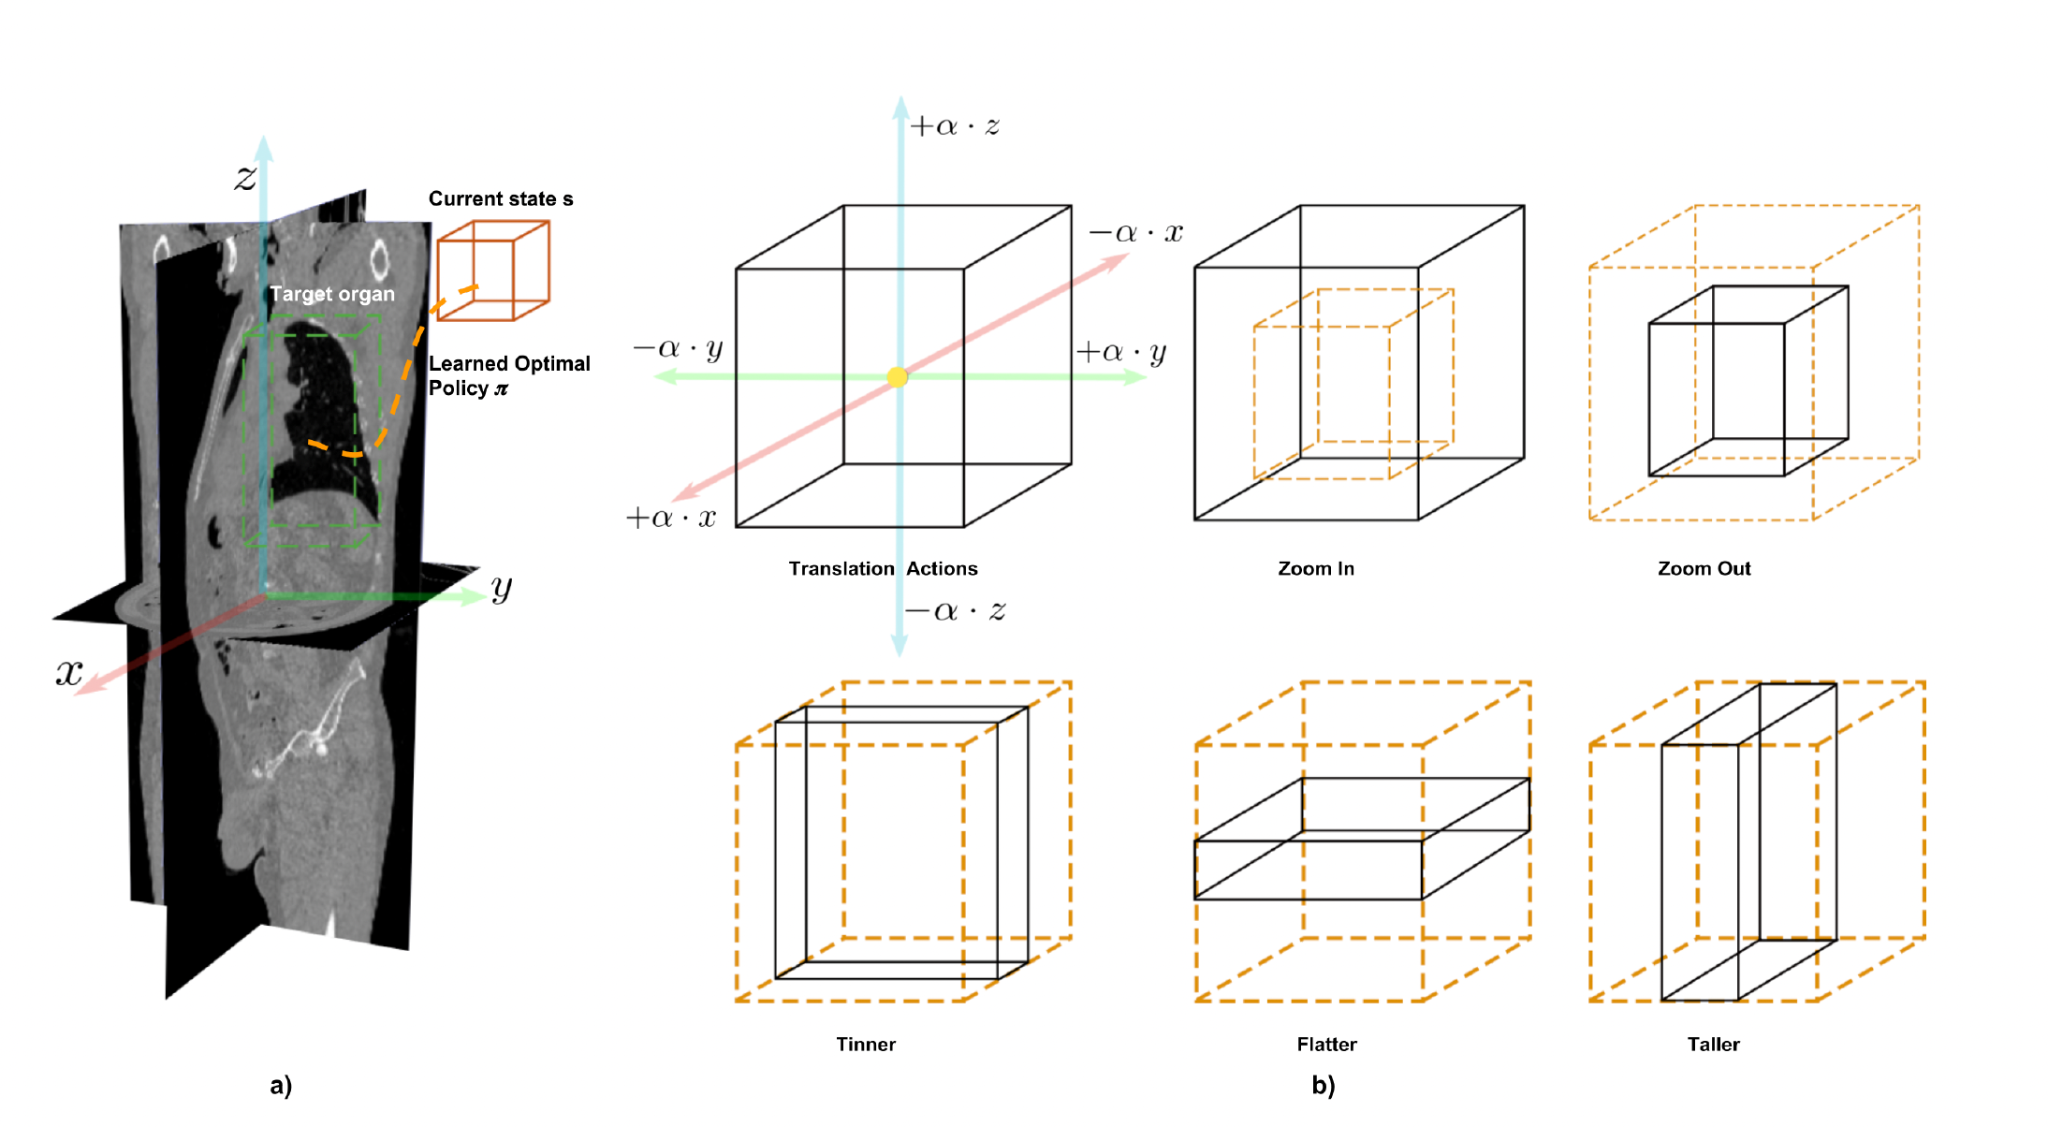 z
Current state s
Target organ
Learned Optimal
Policy π
y
x
a)
+α · z
−α · x
−α · y
+α · y
+α · x
−α · z
Translation Actions
Zoom In
Zoom Out
Tinner
Flatter
Taller
b)